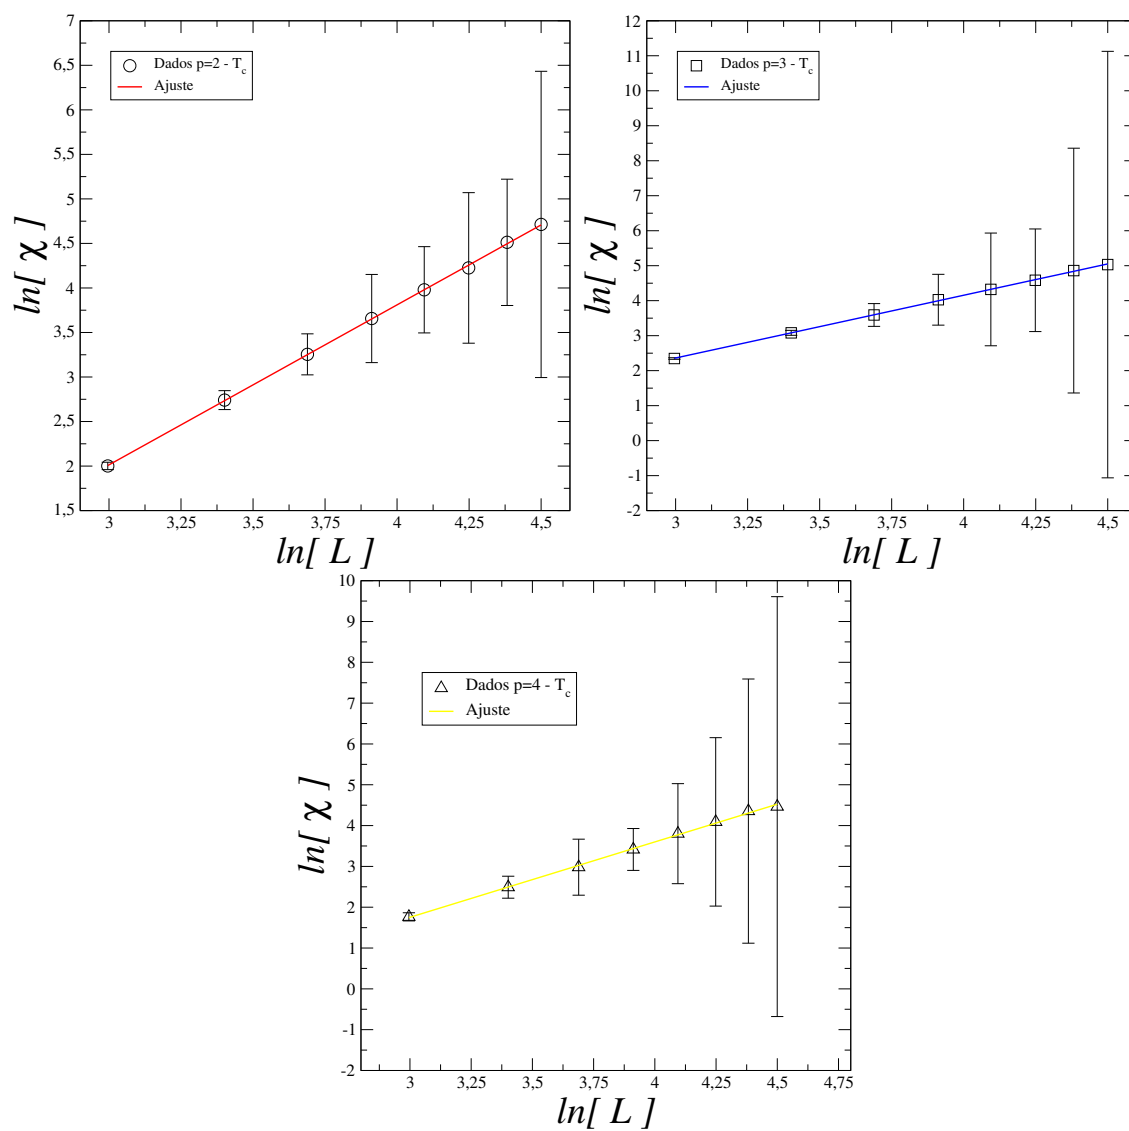 7
6,5
6
5,5
5
4,5
4
3,5
3
2,5
2
1,5
ln[ χ ]
Dados p=2 - T_c
Ajuste
3 3,25 3,5 3,75 4 4,25 4,5
ln[ L ]
12
11
10
9
8
7
6
5
4
3
2
1
0
-1
-2
ln[ χ ]
Dados p=3 - T_c
Ajuste
3 3,25 3,5 3,75 4 4,25 4,5
ln[ L ]
10
9
8
7
6
5
4
3
2
1
0
-1
-2
ln[ χ ]
Dados p=4 - T_c
Ajuste
3 3,25 3,5 3,75 4 4,25 4,5 4,75
ln[ L ]